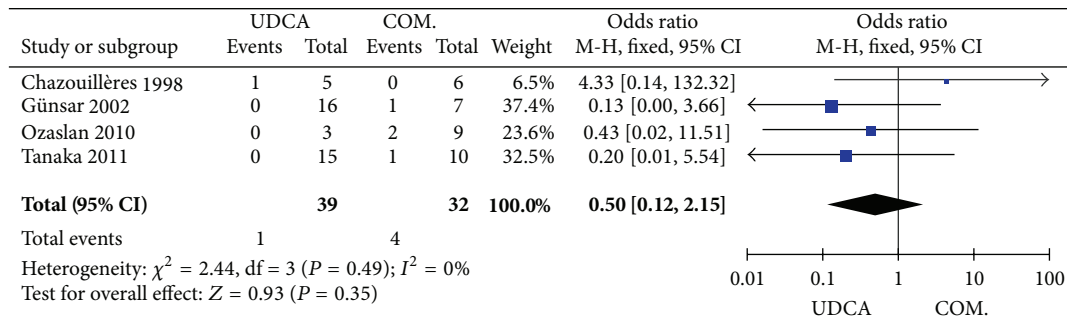 UDCA COM. Odds ratio Odds ratio
Study or subgroup Events Total Events Total Weight M-H, fixed, 95% CI M-H, fixed, 95% CI
Chazouillères 1998 1 5 0 6 6.5% 4.33 [0.14, 132.32]
Günsar 2002 0 16 1 7 37.4% 0.13 [0.00, 3.66]
Ozaslan 2010 0 3 2 9 23.6% 0.43 [0.02, 11.51]
Tanaka 2011 0 15 1 10 32.5% 0.20 [0.01, 5.54]
Total (95% CI) 39 32 100.0% 0.50 [0.12, 2.15]
Total events 1 4
Heterogeneity: χ² = 2.44, df = 3 (P = 0.49); I² = 0%
Test for overall effect: Z = 0.93 (P = 0.35)
0.01 0.1 1 10 100
UDCA COM.